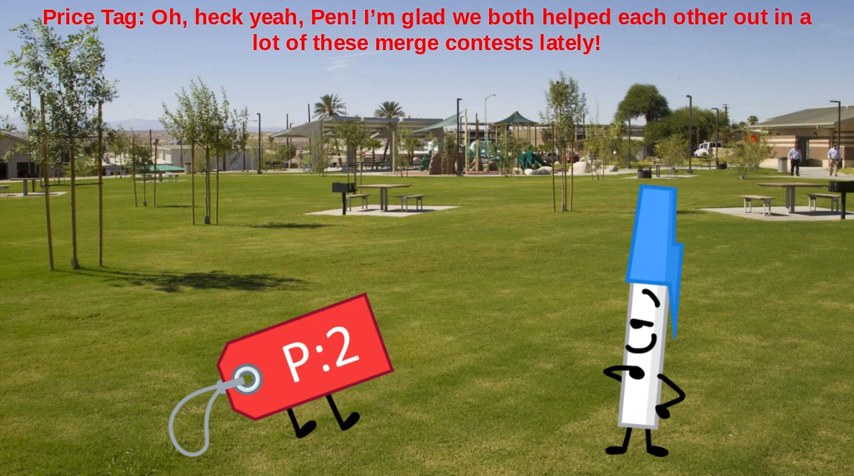 Price Tag: Oh, heck yeah, Pen! I’m glad we both helped each other out in a
lot of these merge contests lately!
P:2